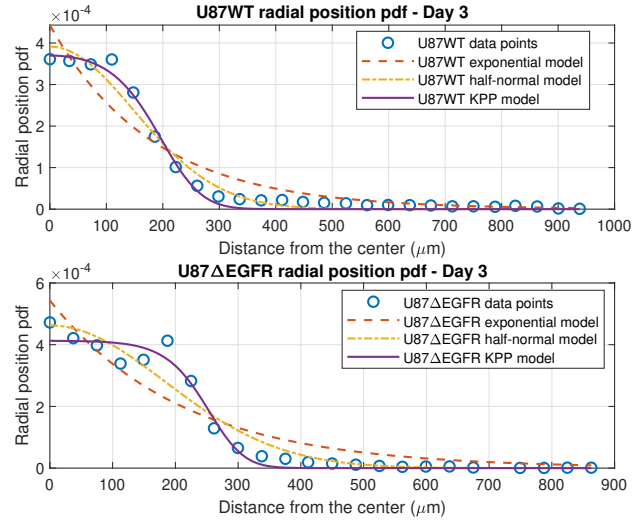 U87WT radial position pdf - Day 3
×10⁻⁴
Radial position pdf
4
3
2
1
0
U87WT data points
U87WT exponential model
U87WT half-normal model
U87WT KPP model
0 100 200 300 400 500 600 700 800 900 1000
Distance from the center (μm)
U87ΔEGFR radial position pdf - Day 3
×10⁻⁴
Radial position pdf
6
4
2
0
U87ΔEGFR data points
U87ΔEGFR exponential model
U87ΔEGFR half-normal model
U87ΔEGFR KPP model
0 100 200 300 400 500 600 700 800 900
Distance from the center (μm)